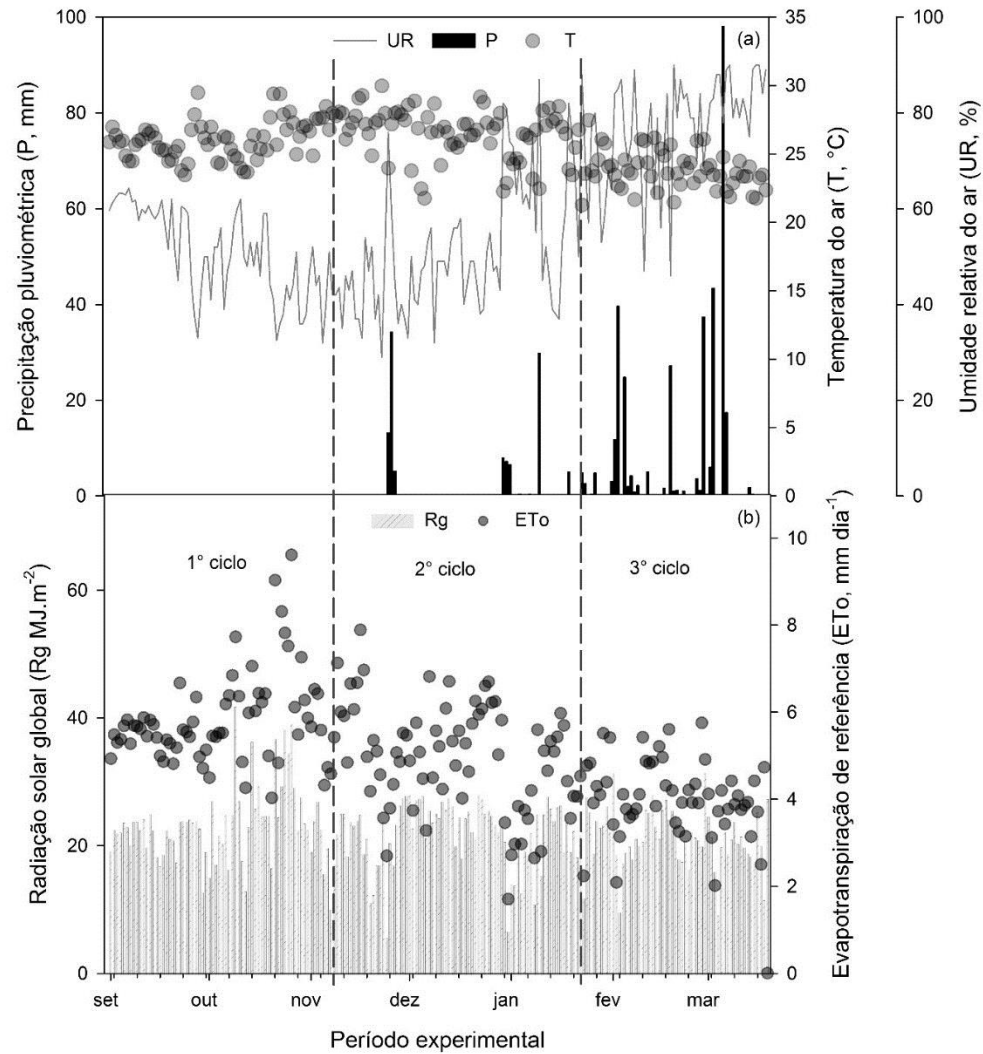 100
80
60
40
20
0
Precipitação pluviométrica (P, mm)
UR P T
(a)
35
30
25
20
15
10
5
0
Temperatura do ar (T, °C)
100
80
60
40
20
0
Umidade relativa do ar (UR, %)
Rg ETo
(b)
1° ciclo
2° ciclo
3° ciclo
60
40
20
0
Radiação solar global (Rg MJ.m-2)
10
8
6
4
2
0
Evapotranspiração de referência (ETo, mm dia-1)
set out nov dez jan fev mar
Período experimental